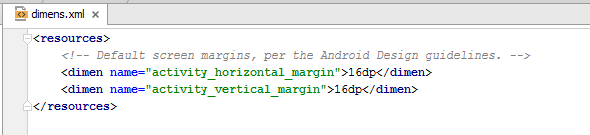 dimens.xml
<resources>
    <!-- Default screen margins, per the Android Design guidelines. -->
    <dimen name="activity_horizontal_margin">16dp</dimen>
    <dimen name="activity_vertical_margin">16dp</dimen>
</resources>